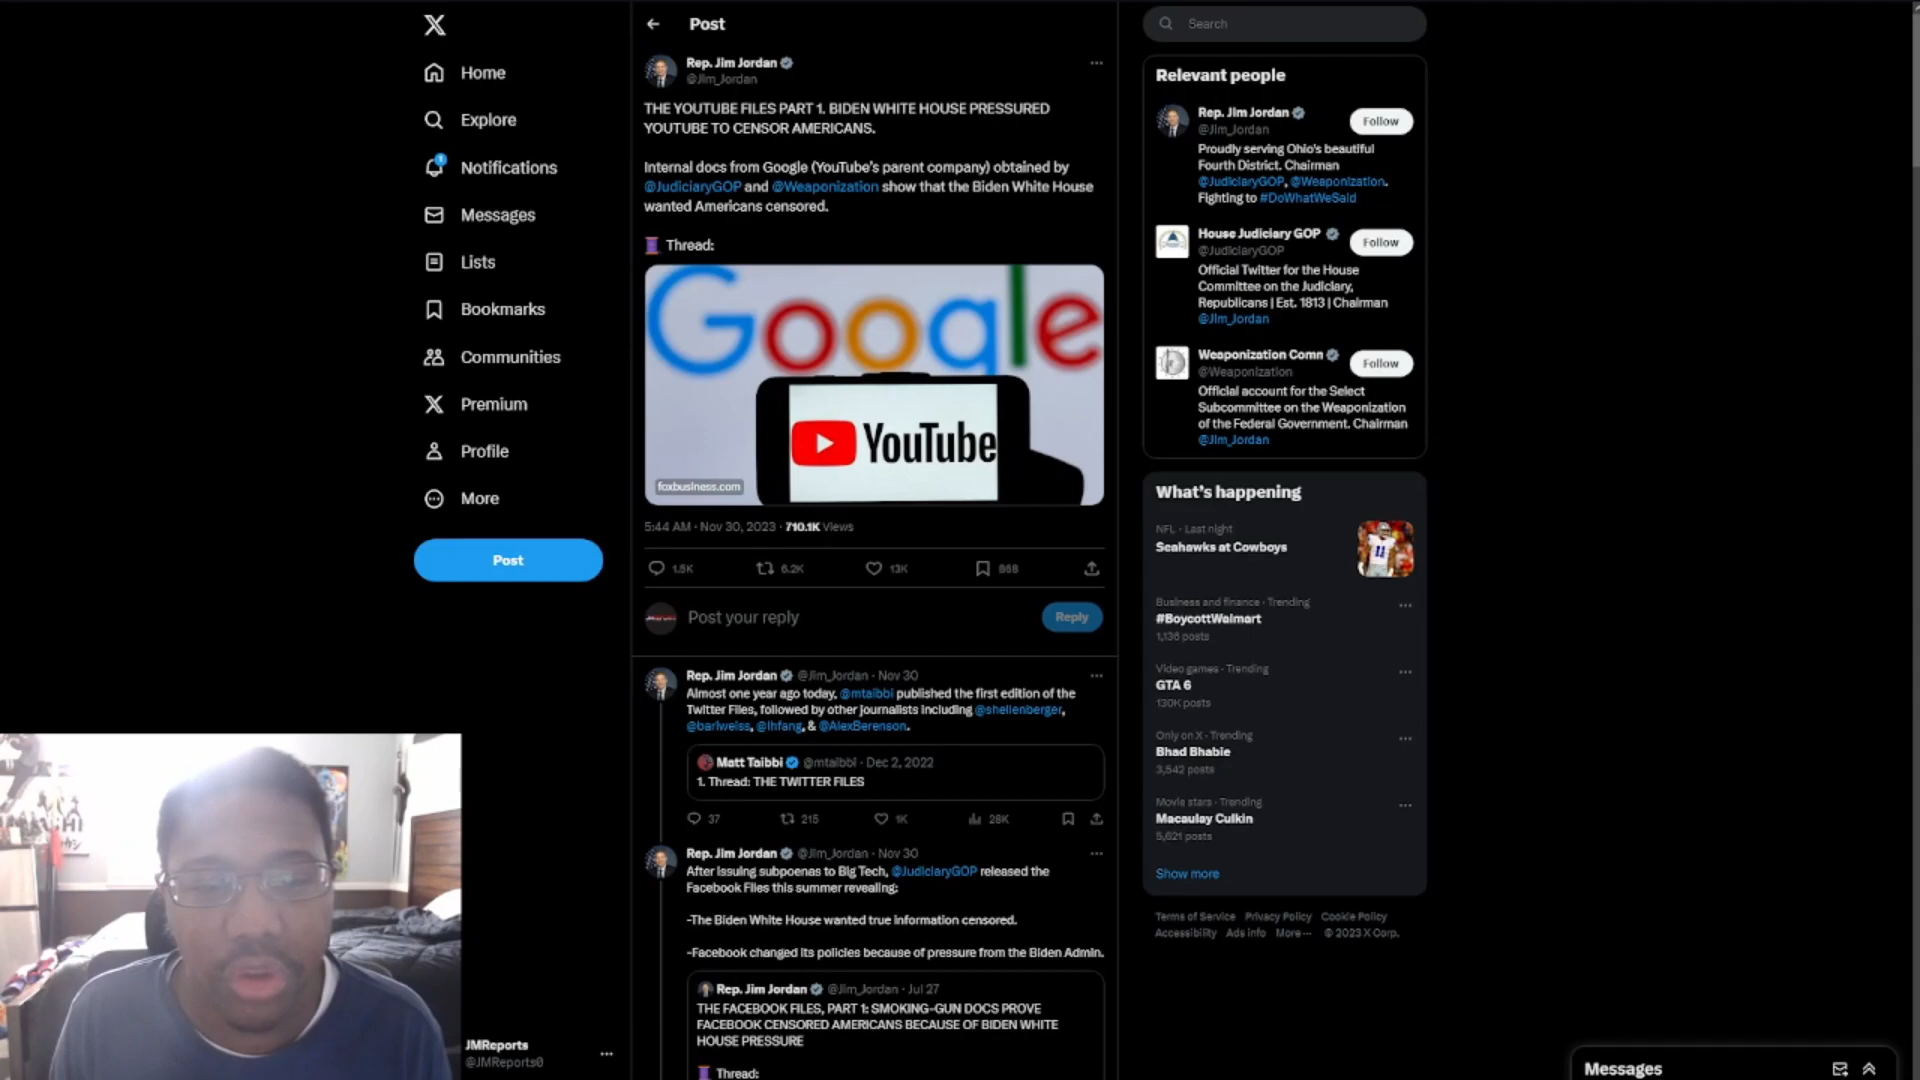 Home
Explore
Notifications
1
Messages
Lists
Bookmarks
Communities
Premium
Profile
More
Post
JMReports
@JMReports0
Post
Rep. Jim Jordan
@Jim_Jordan
THE YOUTUBE FILES PART 1. BIDEN WHITE HOUSE PRESSURED
YOUTUBE TO CENSOR AMERICANS.
Internal docs from Google (YouTube's parent company) obtained by
@JudiciaryGOP and @Weaponization show that the Biden White House
wanted Americans censored.
Thread:
Google
YouTube
foxbusiness.com
5:44 AM · Nov 30, 2023 · 710.1K Views
1.5K 6.2K 13K 868
Post your reply
Reply
Rep. Jim Jordan @Jim_Jordan · Nov 30
Almost one year ago today, @mtaibbi published the first edition of the
Twitter Files, followed by other journalists including @shellenberger,
@bariweiss, @lhfang, & @AlexBerenson.
Matt Taibbi @mtaibbi · Dec 2, 2022
1. Thread: THE TWITTER FILES
37 215 1K 28K
Rep. Jim Jordan @Jim_Jordan · Nov 30
After issuing subpoenas to Big Tech, @JudiciaryGOP released the
Facebook Files this summer revealing:
-The Biden White House wanted true information censored.
-Facebook changed its policies because of pressure from the Biden Admin.
Rep. Jim Jordan @Jim_Jordan · Jul 27
THE FACEBOOK FILES, PART 1: SMOKING-GUN DOCS PROVE
FACEBOOK CENSORED AMERICANS BECAUSE OF BIDEN WHITE
HOUSE PRESSURE
Thread:
Search
Relevant people
Rep. Jim Jordan
@Jim_Jordan
Follow
Proudly serving Ohio's beautiful
Fourth District. Chairman
@JudiciaryGOP, @Weaponization.
Fighting to #DoWhatWeSaid
House Judiciary GOP
@JudiciaryGOP
Follow
Official Twitter for the House
Committee on the Judiciary,
Republicans | Est. 1813 | Chairman
@Jim_Jordan
Weaponization Comm
@Weaponization
Follow
Official account for the Select
Subcommittee on the Weaponization
of the Federal Government. Chairman
@Jim_Jordan
What's happening
NFL · Last night
Seahawks at Cowboys
Business and finance · Trending
#BoycottWalmart
1,136 posts
Video games · Trending
GTA 6
130K posts
Only on X · Trending
Bhad Bhabie
3,542 posts
Movie stars · Trending
Macaulay Culkin
5,621 posts
Show more
Terms of Service Privacy Policy Cookie Policy
Accessibility Ads info More ··· © 2023 X Corp.
Messages